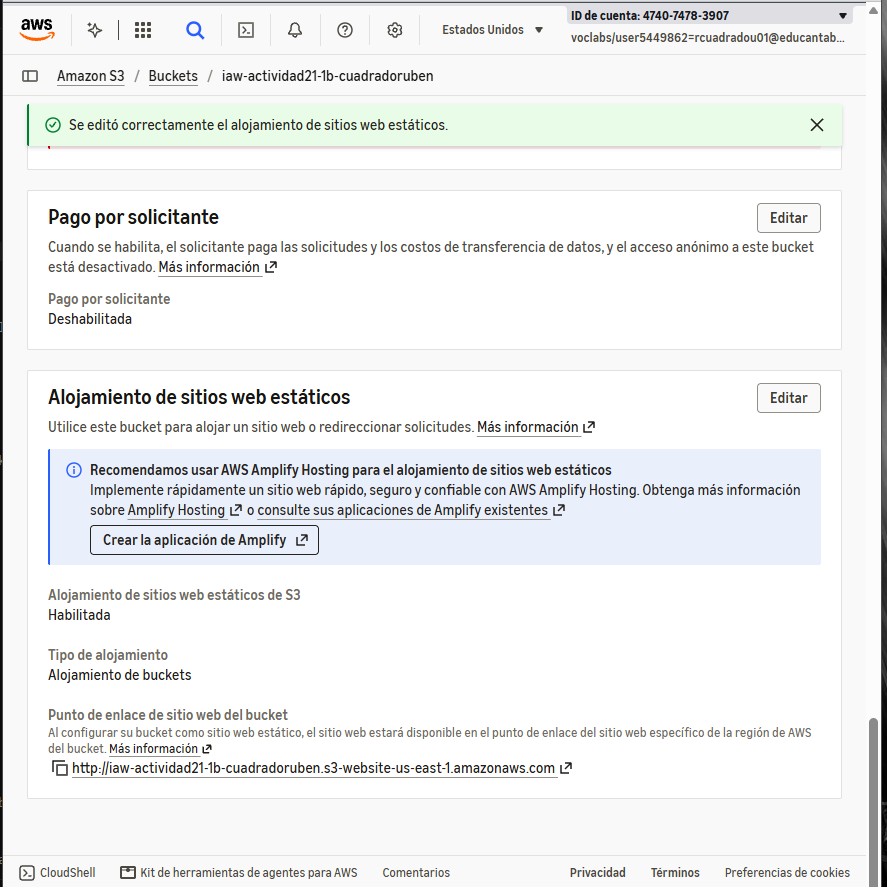 aws
Estados Unidos
ID de cuenta: 4740-7478-3907
voclabs/user5449862=rcuadradou01@educantab...
Amazon S3 / Buckets / iaw-actividad21-1b-cuadradoruben
Se editó correctamente el alojamiento de sitios web estáticos.
Pago por solicitante
Editar
Cuando se habilita, el solicitante paga las solicitudes y los costos de transferencia de datos, y el acceso anónimo a este bucket
está desactivado. Más información
Pago por solicitante
Deshabilitada
Alojamiento de sitios web estáticos
Editar
Utilice este bucket para alojar un sitio web o redireccionar solicitudes. Más información
Recomendamos usar AWS Amplify Hosting para el alojamiento de sitios web estáticos
Implemente rápidamente un sitio web rápido, seguro y confiable con AWS Amplify Hosting. Obtenga más información
sobre Amplify Hosting o consulte sus aplicaciones de Amplify existentes
Crear la aplicación de Amplify
Alojamiento de sitios web estáticos de S3
Habilitada
Tipo de alojamiento
Alojamiento de buckets
Punto de enlace de sitio web del bucket
Al configurar su bucket como sitio web estático, el sitio web estará disponible en el punto de enlace del sitio web específico de la región de AWS
del bucket. Más información
http://iaw-actividad21-1b-cuadradoruben.s3-website-us-east-1.amazonaws.com
CloudShell Kit de herramientas de agentes para AWS Comentarios Privacidad Términos Preferencias de cookies